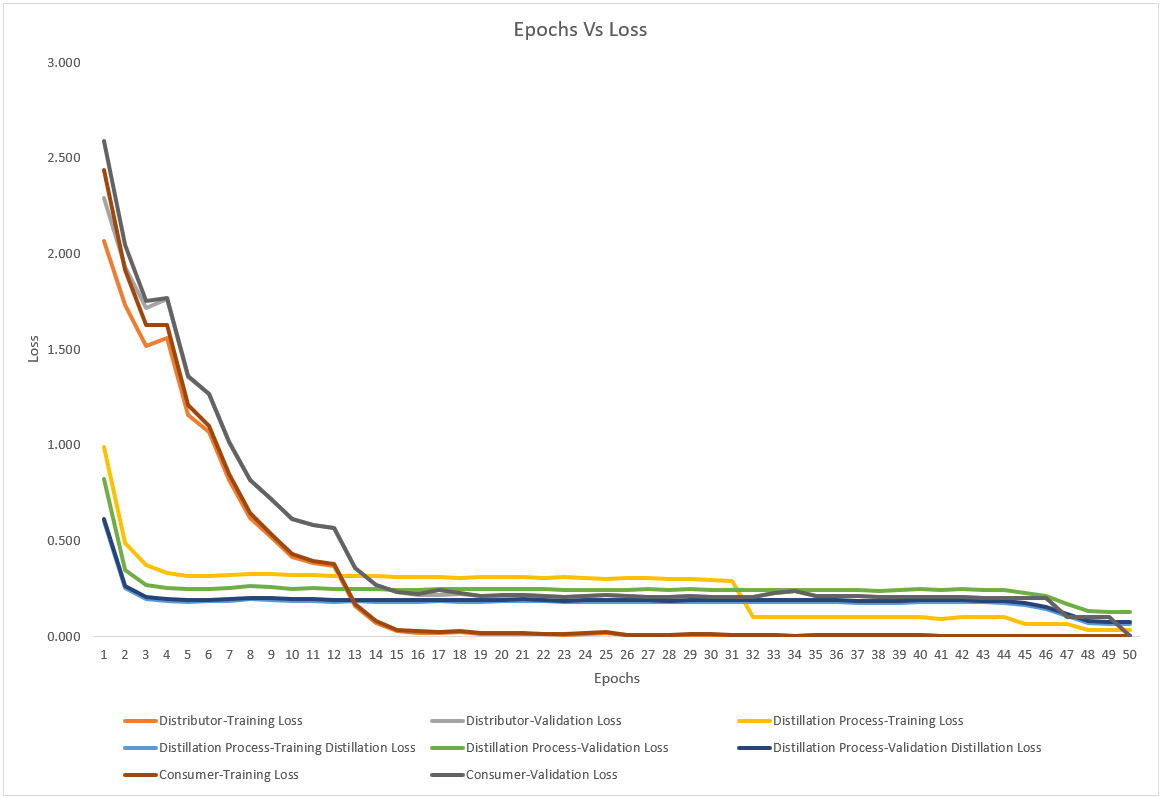 Epochs Vs Loss
3.000
2.500
2.000
1.500
1.000
0.500
0.000
Loss
1 2 3 4 5 6 7 8 9 10 11 12 13 14 15 16 17 18 19 20 21 22 23 24 25 26 27 28 29 30 31 32 33 34 35 36 37 38 39 40 41 42 43 44 45 46 47 48 49 50
Epochs
Distributor-Training Loss Distributor-Validation Loss Distillation Process-Training Loss
Distillation Process-Training Distillation Loss Distillation Process-Validation Loss Distillation Process-Validation Distillation Loss
Consumer-Training Loss Consumer-Validation Loss